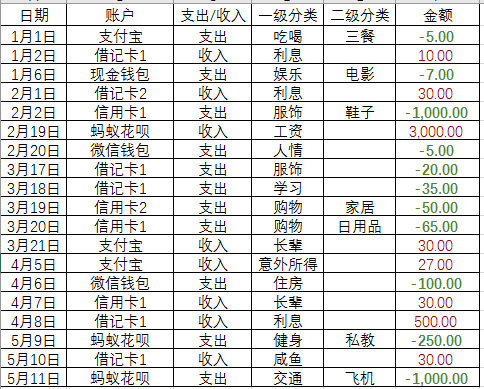 日期 账户 支出/收入 一级分类 二级分类 金额
1月1日 支付宝 支出 吃喝 三餐 -5.00
1月2日 借记卡1 收入 利息 10.00
1月6日 现金钱包 支出 娱乐 电影 -7.00
2月1日 借记卡2 收入 利息 30.00
2月2日 信用卡1 支出 服饰 鞋子 -1,000.00
2月19日 蚂蚁花呗 收入 工资 3,000.00
2月20日 微信钱包 支出 人情 -5.00
3月17日 借记卡1 支出 服饰 -20.00
3月18日 借记卡1 支出 学习 -35.00
3月19日 信用卡2 支出 购物 家居 -50.00
3月20日 信用卡1 支出 购物 日用品 -65.00
3月21日 支付宝 收入 长辈 30.00
4月5日 支付宝 收入 意外所得 27.00
4月6日 微信钱包 支出 住房 -100.00
4月7日 信用卡1 收入 长辈 30.00
4月8日 借记卡1 收入 利息 500.00
5月9日 蚂蚁花呗 支出 健身 私教 -250.00
5月10日 借记卡1 收入 咸鱼 30.00
5月11日 蚂蚁花呗 支出 交通 飞机 -1,000.00